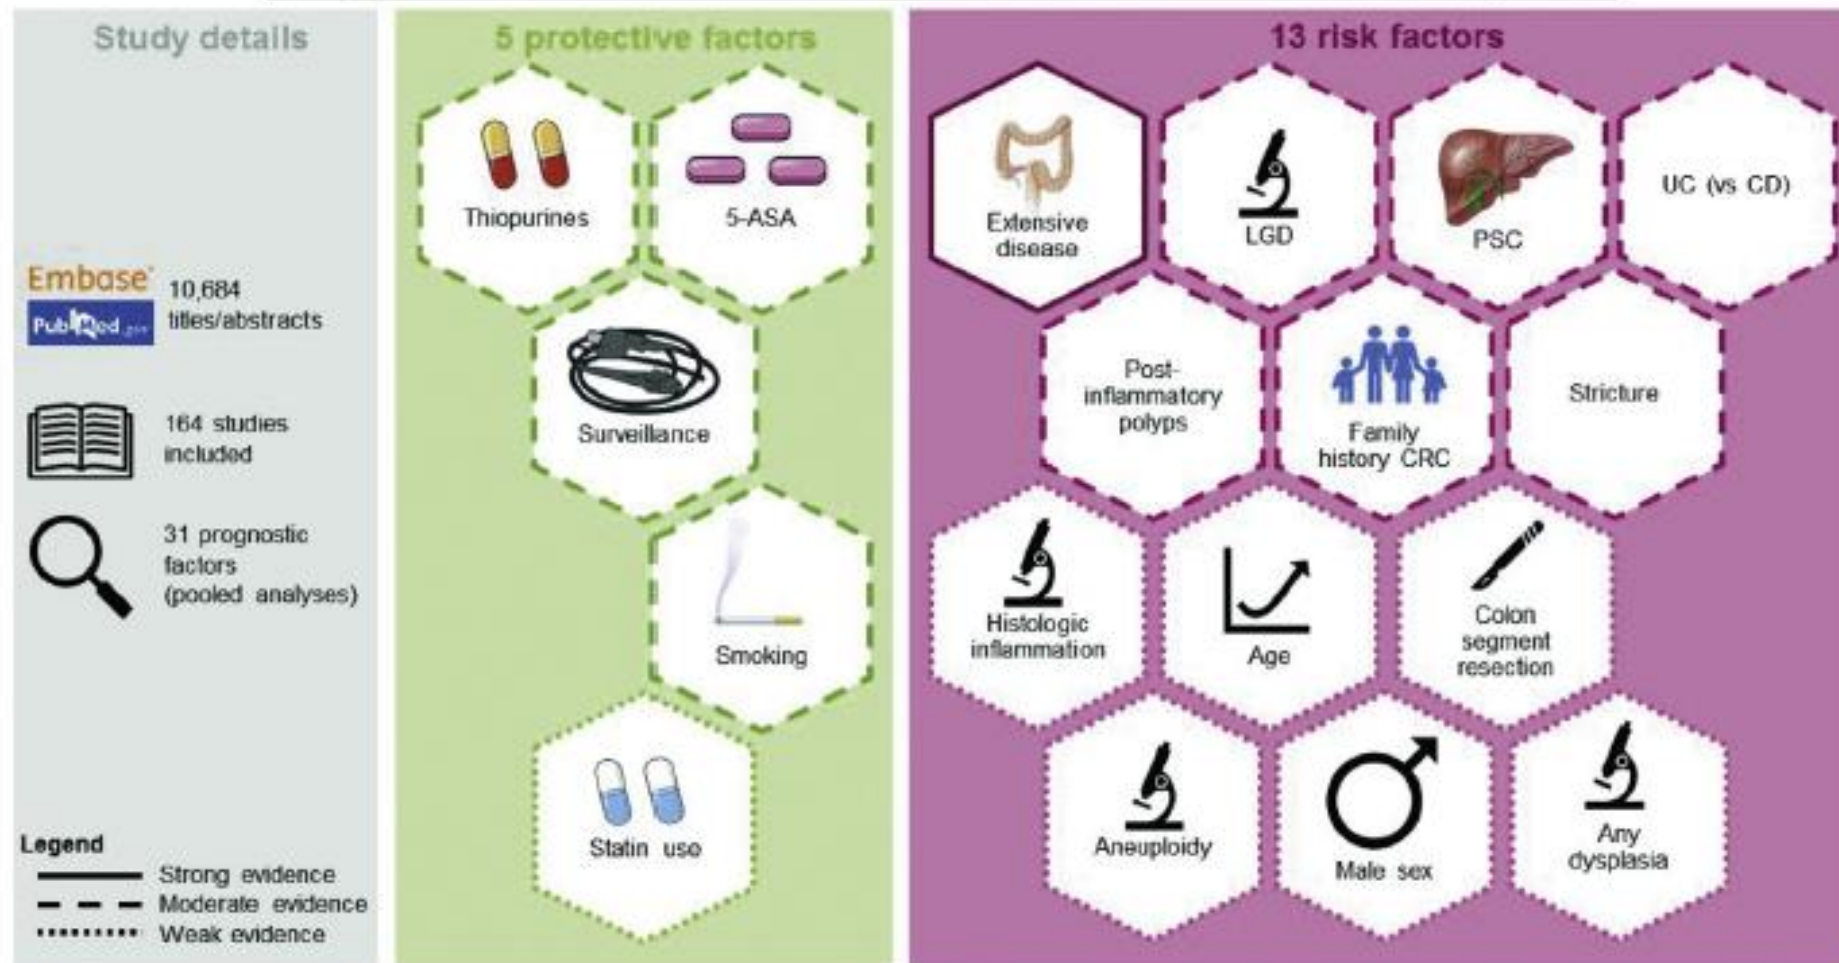 Study details
Embase
PubMed.gov
10,684
titles/abstracts
164 studies
included
31 prognostic
factors
(pooled analyses)
Legend
Strong evidence
Moderate evidence
Weak evidence
5 protective factors
Thiopurines
5-ASA
Surveillance
Smoking
Statin use
13 risk factors
Extensive
disease
LGD
PSC
UC (vs CD)
Post-
inflammatory
polyps
Family
history CRC
Stricture
Histologic
inflammation
Age
Colon
segment
resection
Aneuploidy
Male sex
Any
dysplasia